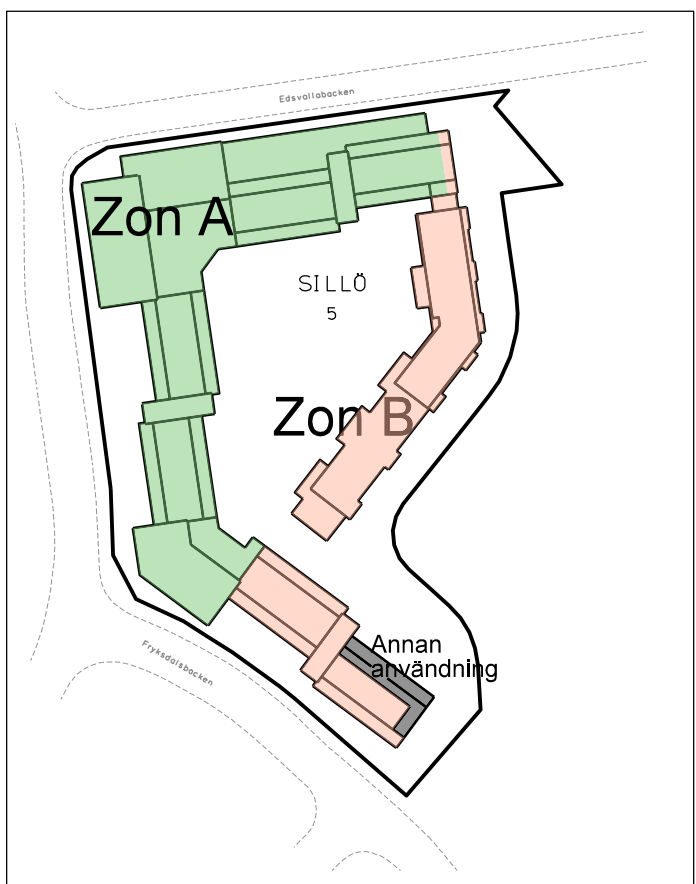 Edsvallabacken
Zon A
SILLÖ
5
Zon B
Annan
användning
Fryksdalsbacken